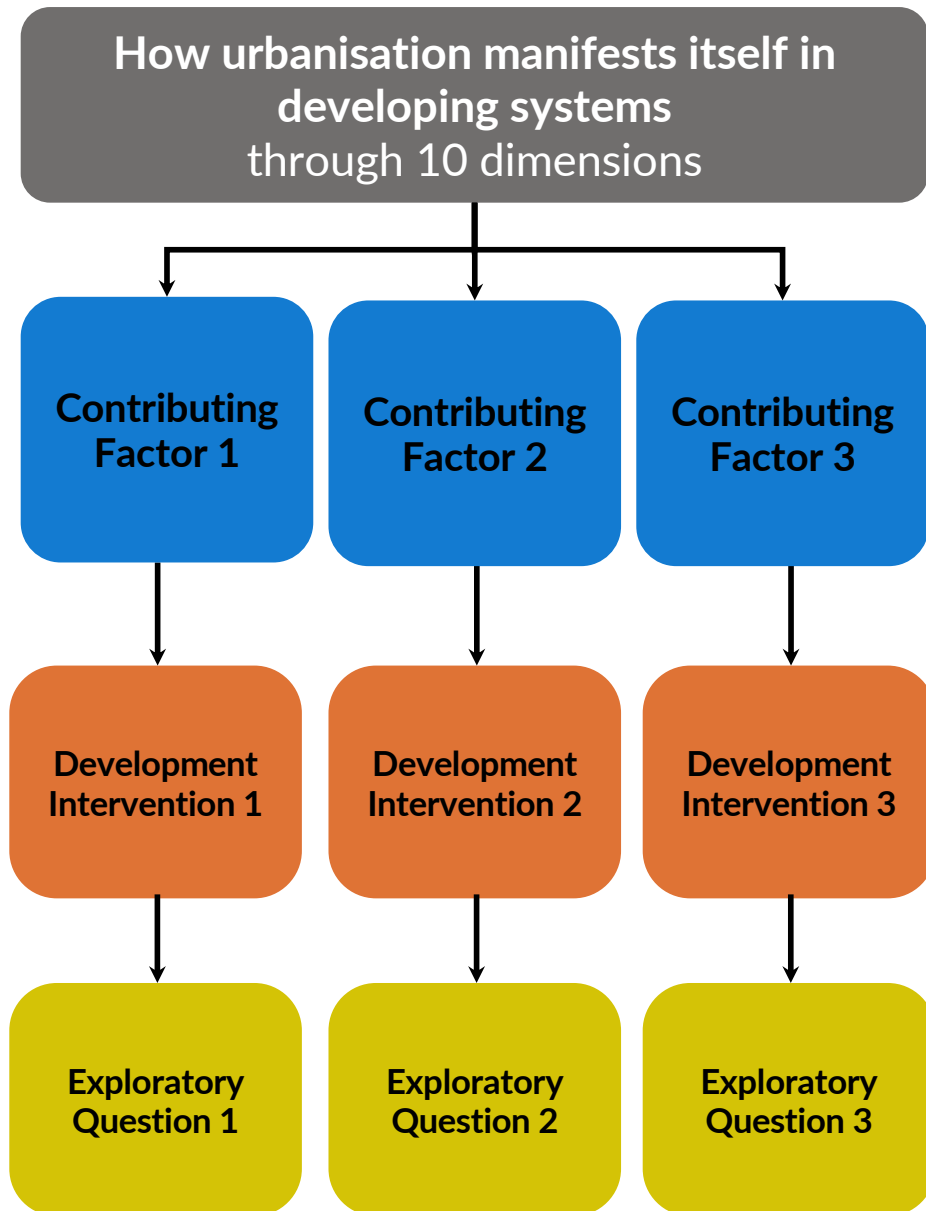 How urbanisation manifests itself in
developing systems
through 10 dimensions
Contributing
Factor 1
Contributing
Factor 2
Contributing
Factor 3
Development
Intervention 1
Development
Intervention 2
Development
Intervention 3
Exploratory
Question 1
Exploratory
Question 2
Exploratory
Question 3